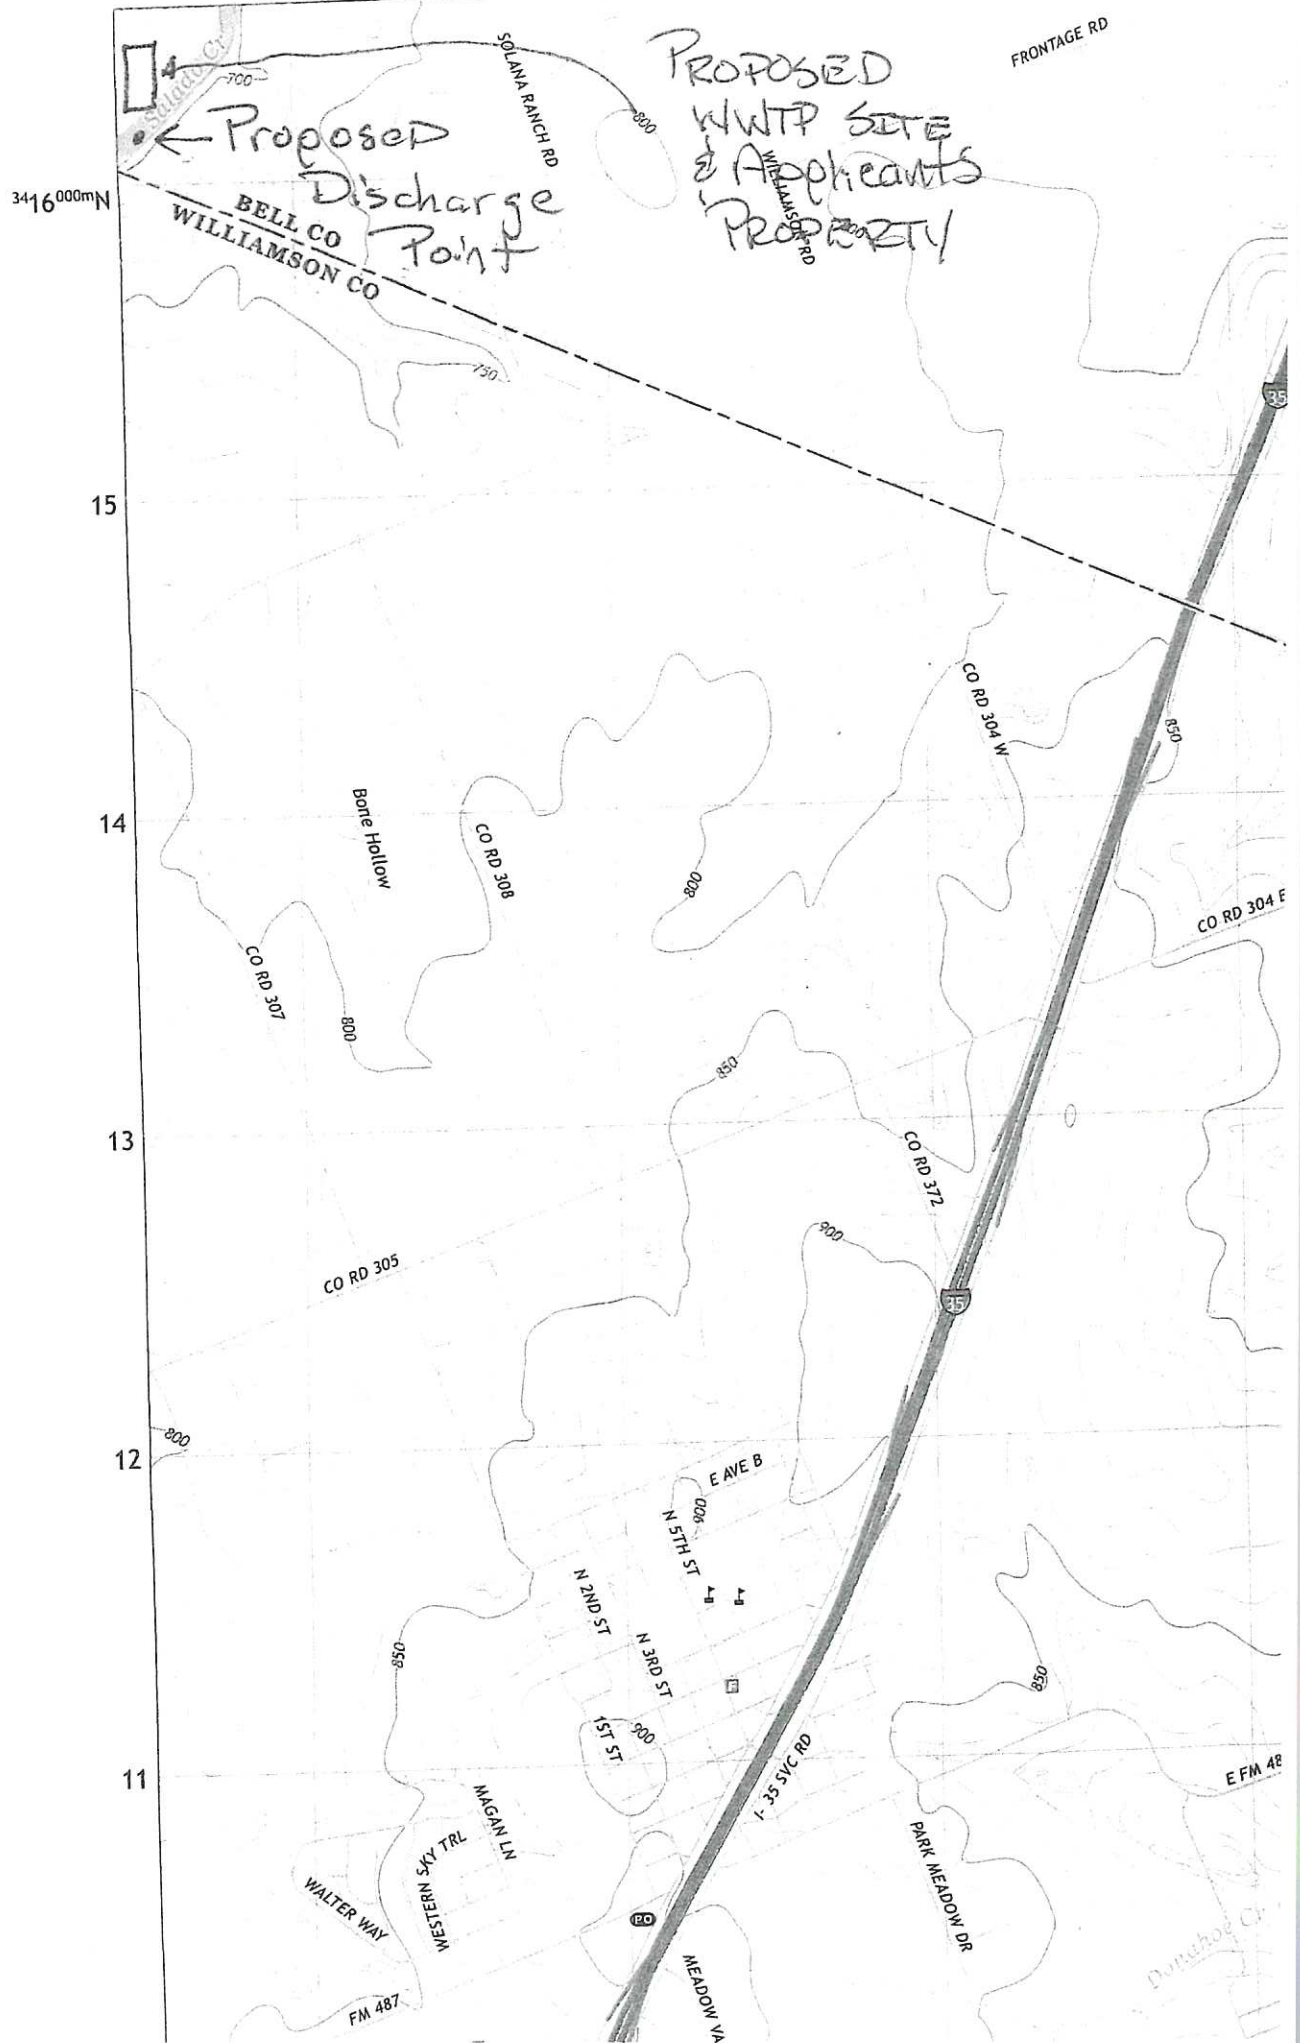 FRONTAGE RD
SOLANA RANCH RD
PROPOSED
WWTP SITE
& Applicants
PROPERTY
WILLIAMSON RD
800
700
Salado Cr
800
Proposed
Discharge
Point
3416000mN
BELL CO
WILLIAMSON CO
750
35
15
CO RD 304 W
850
14
Bone Hollow
CO RD 308
800
CO RD 304 E
CO RD 307
800
850
13
CO RD 372
900
CO RD 305
35
800
12
E AVE B
900
N 5TH ST
N 2ND ST
N 3RD ST
850
850
F
1ST ST
900
11
I-35 SVC RD
E FM 48
MAGAN LN
WESTERN SKY TRL
WALTER WAY
PARK MEADOW DR
PO
Donahoe Cr
MEADOW VA
FM 487